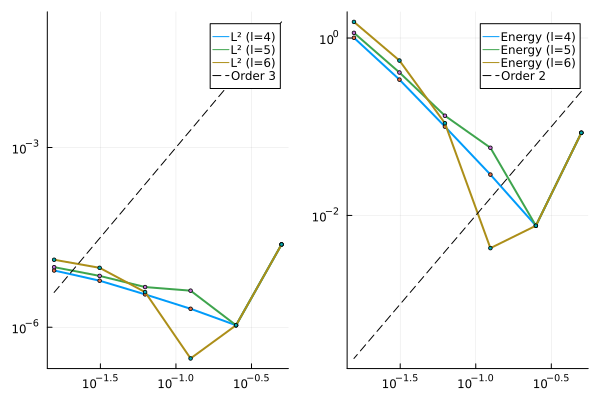 L² (l=4)
L² (l=5)
L² (l=6)
Order 3
10⁻³
10⁻⁶
10⁻¹·⁵
10⁻¹·⁰
10⁻⁰·⁵
Energy (l=4)
Energy (l=5)
Energy (l=6)
Order 2
10⁰
10⁻²
10⁻¹·⁵
10⁻¹·⁰
10⁻⁰·⁵